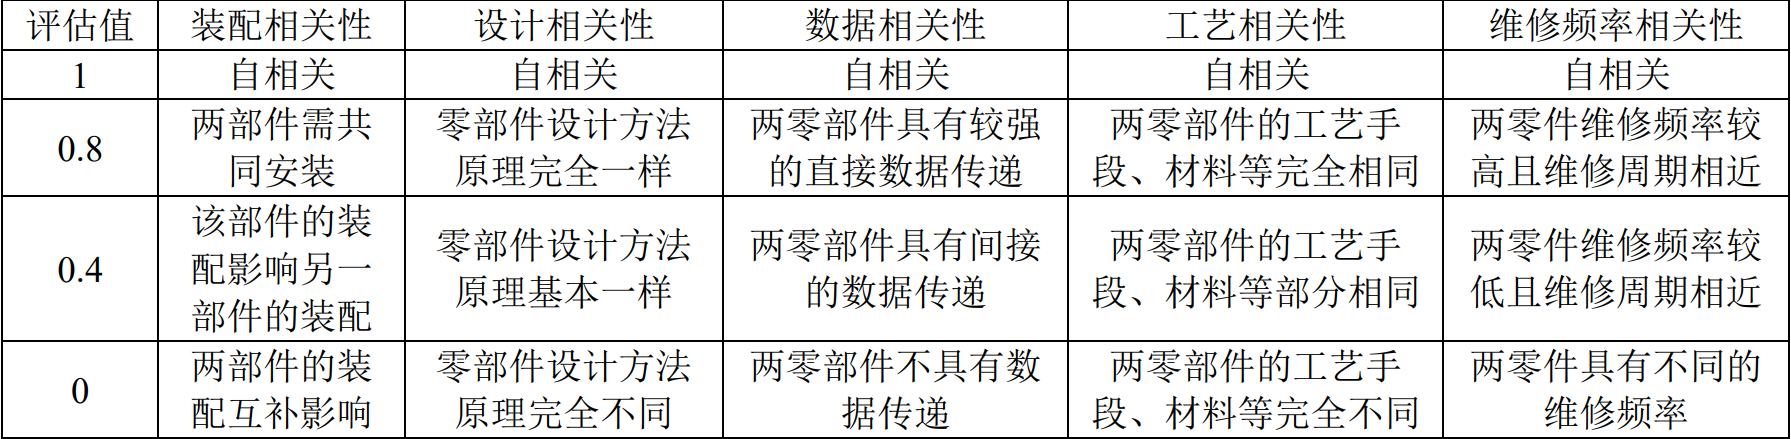 评估值 装配相关性 设计相关性 数据相关性 工艺相关性 维修频率相关性
1 自相关 自相关 自相关 自相关 自相关
0.8
两部件需共
同安装
零部件设计方法
原理完全一样
两零部件具有较强
的直接数据传递
两零部件的工艺手
段、材料等完全相同
两零件维修频率较
高且维修周期相近
0.4
该部件的装
配影响另一
部件的装配
零部件设计方法
原理基本一样
两零部件具有间接
的数据传递
两零部件的工艺手
段、材料等部分相同
两零件维修频率较
低且维修周期相近
0
两部件的装
配互补影响
零部件设计方法
原理完全不同
两零部件不具有数
据传递
两零部件的工艺手
段、材料等完全不同
两零件具有不同的
维修频率